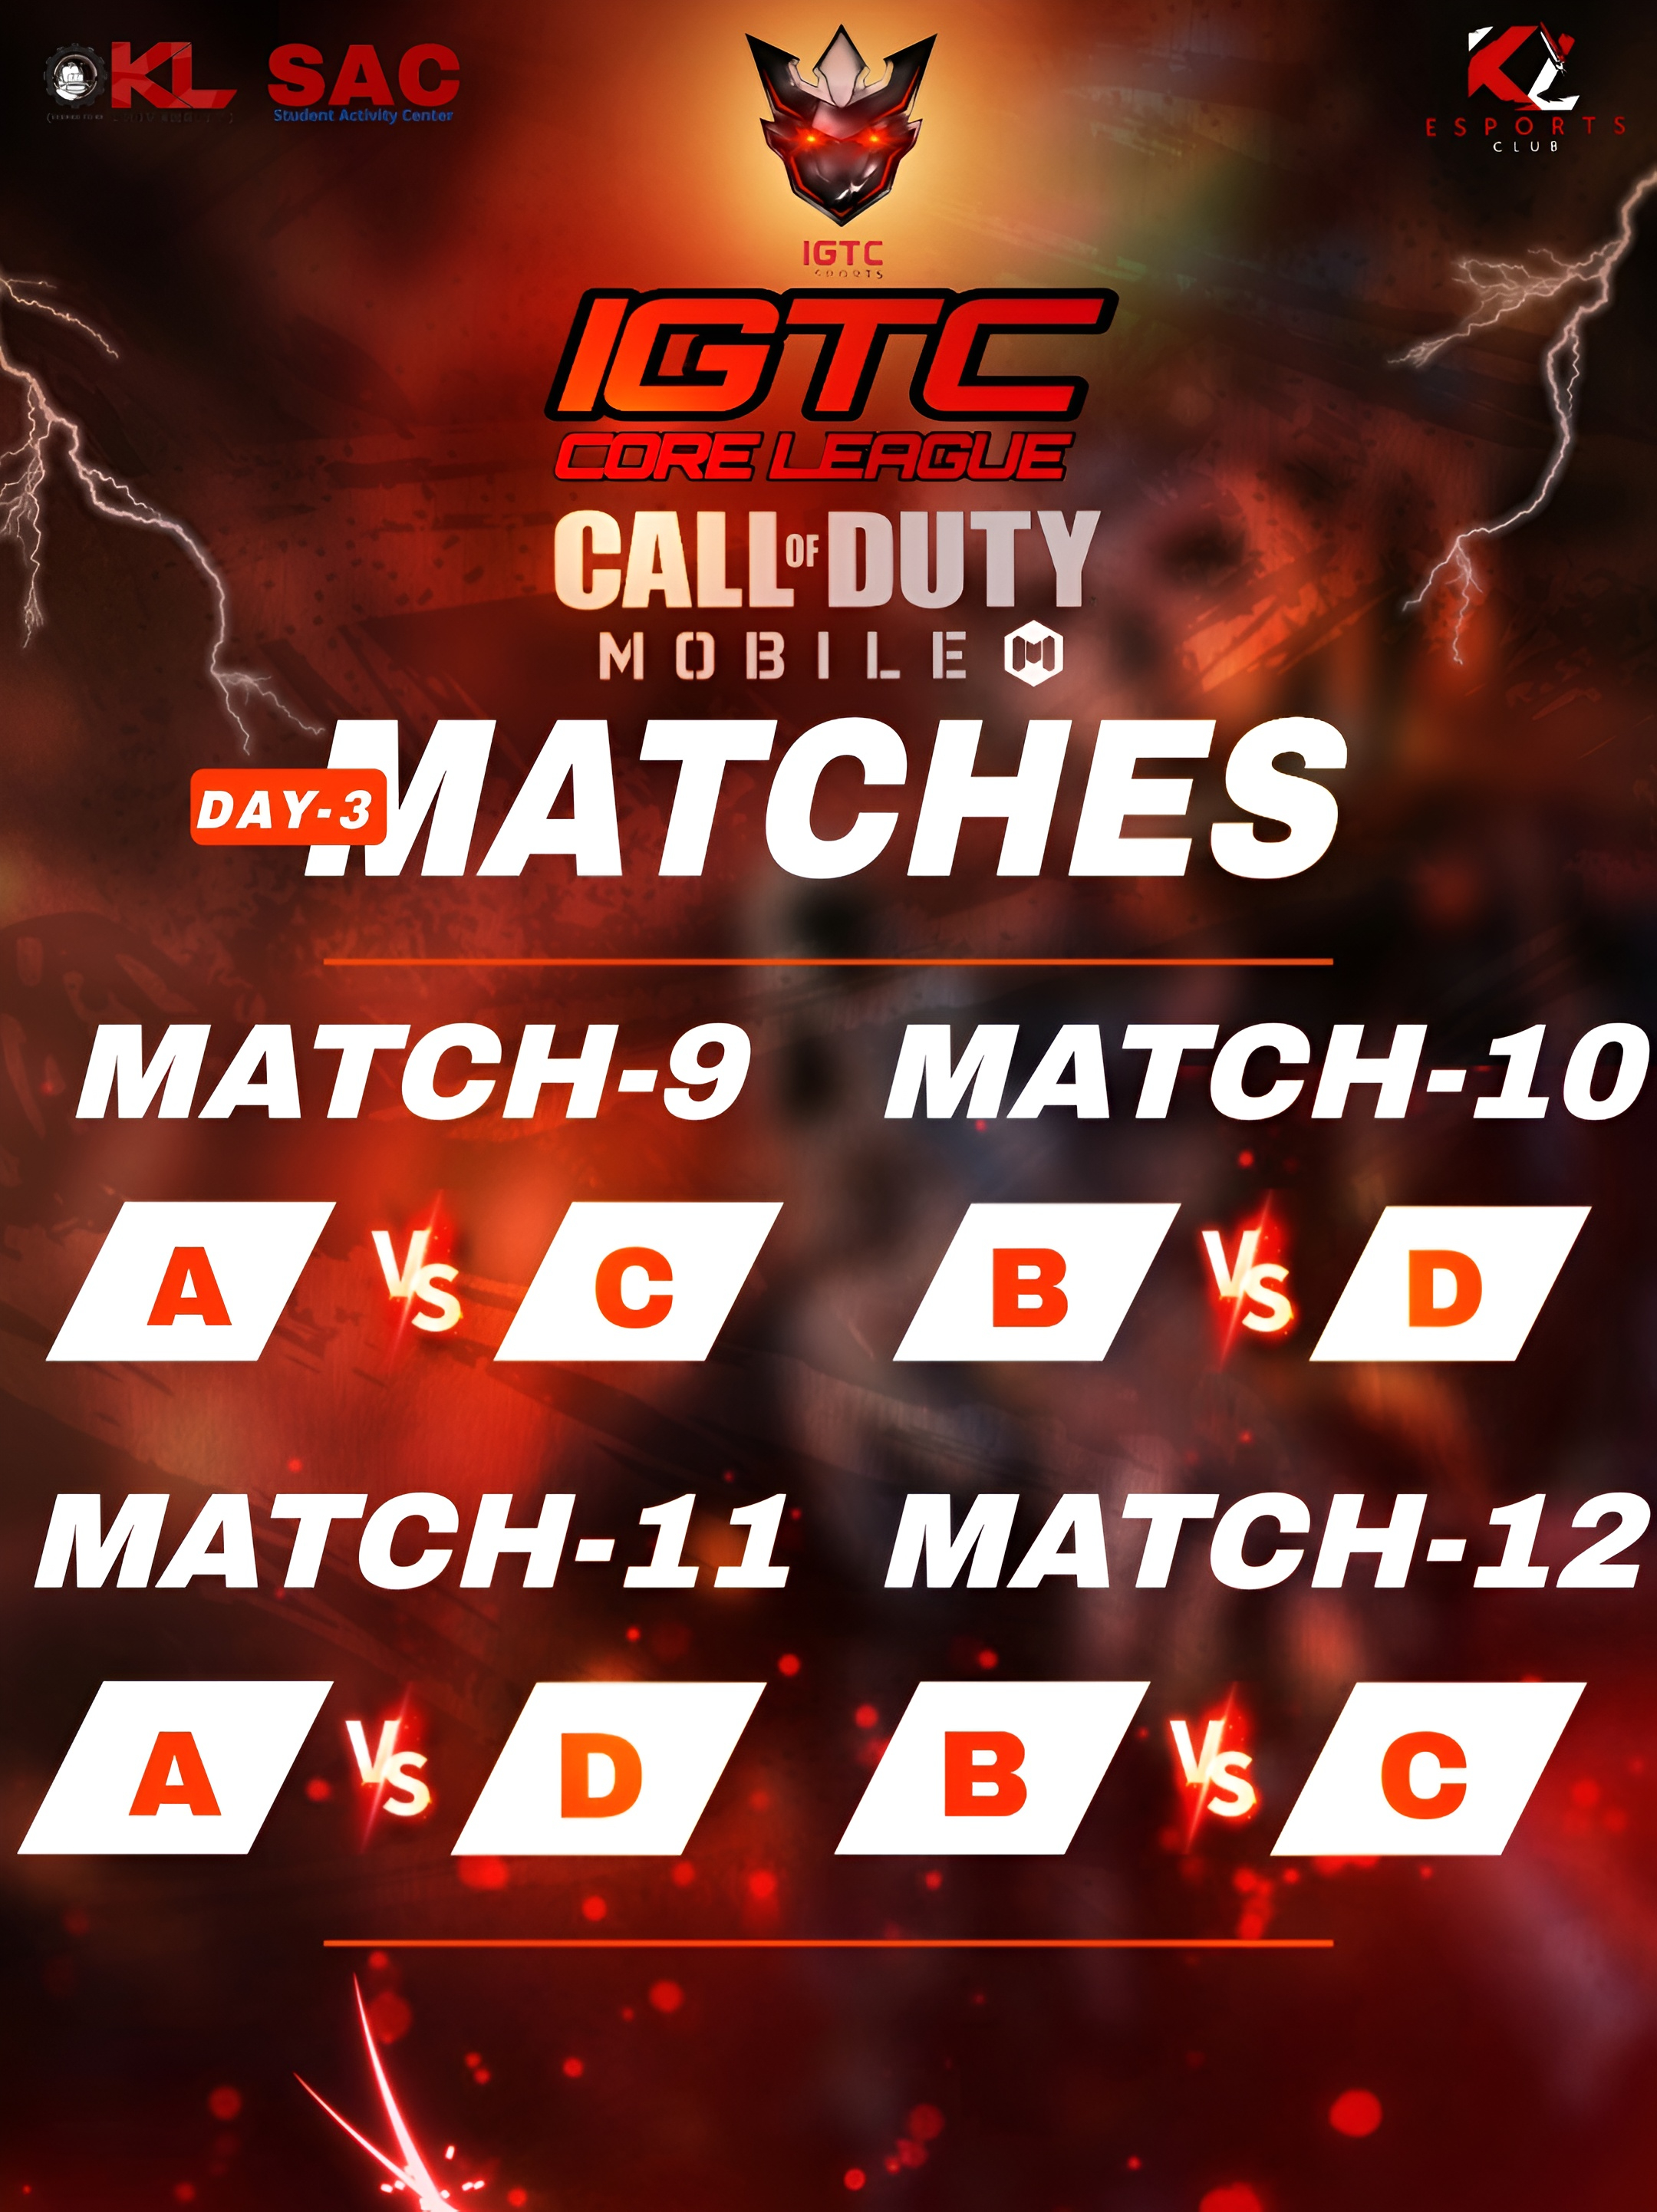 KL SAC
Student Activity Center
IGTC
KL
ESPORTS
CLUB
IGTC
CORE LEAGUE
CALL OF DUTY
MOBILE
DAY-3
MATCHES
MATCH-9
MATCH-10
A VS C
B VS D
MATCH-11
MATCH-12
A VS D
B VS C